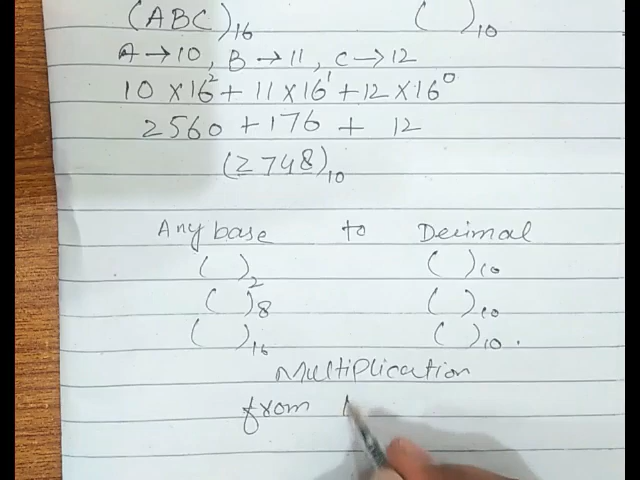 (ABC)₁₆ ( )₁₀
A → 10, B → 11, C → 12
10 × 16² + 11 × 16¹ + 12 × 16⁰
2560 + 176 + 12
(2748)₁₀
Any base to Decimal
( )₂ ( )₁₀
( )₈ ( )₁₀
( )₁₆ ( )₁₀.
Multiplication
from